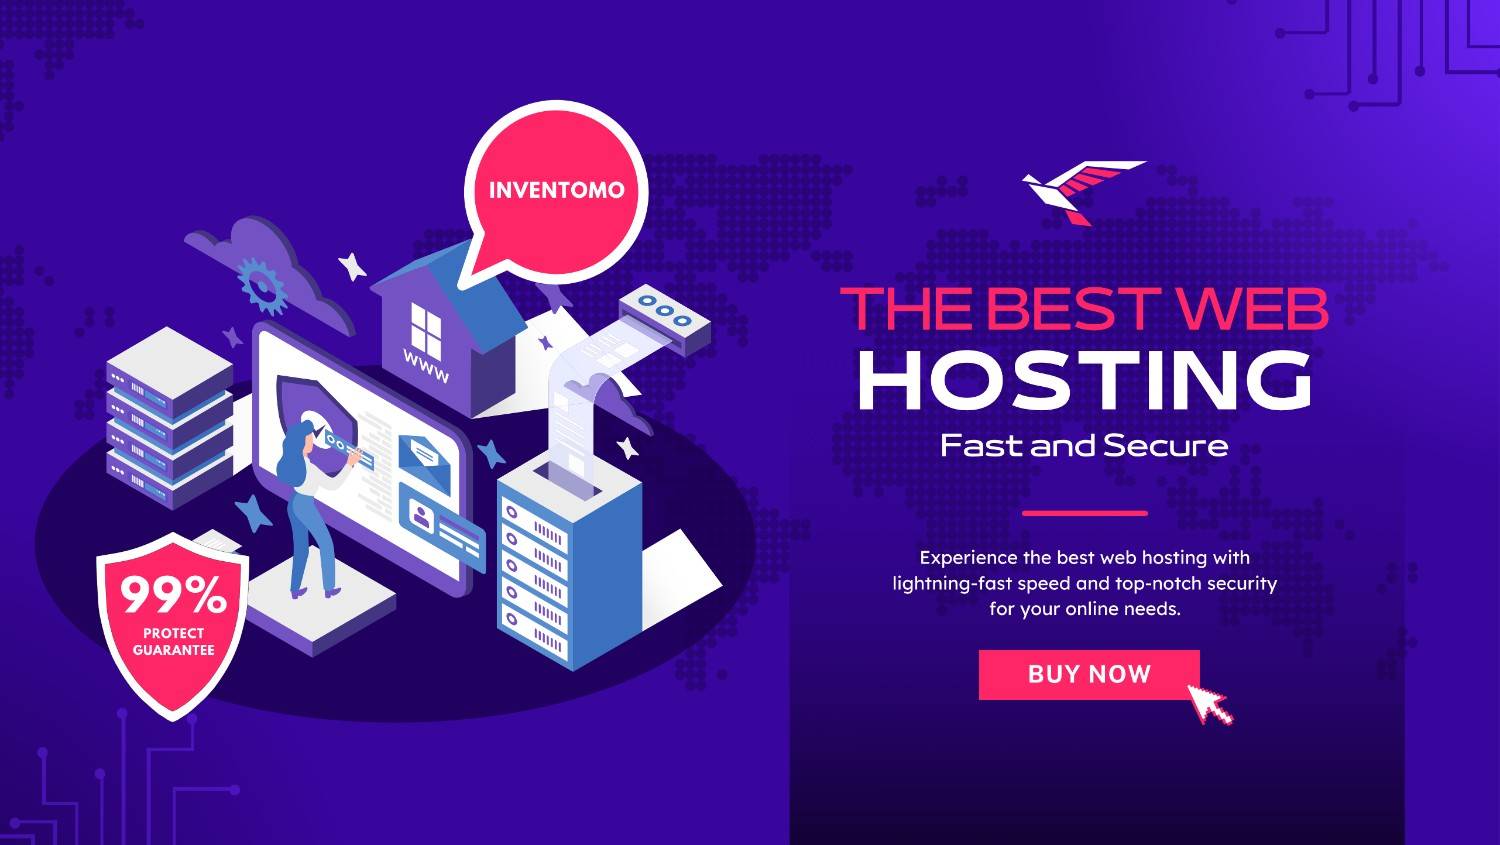 INVENTOMO
WWW
99%
PROTECT
GUARANTEE
THE BEST WEB
HOSTING
Fast and Secure
Experience the best web hosting with
lightning-fast speed and top-notch security
for your online needs.
BUY NOW